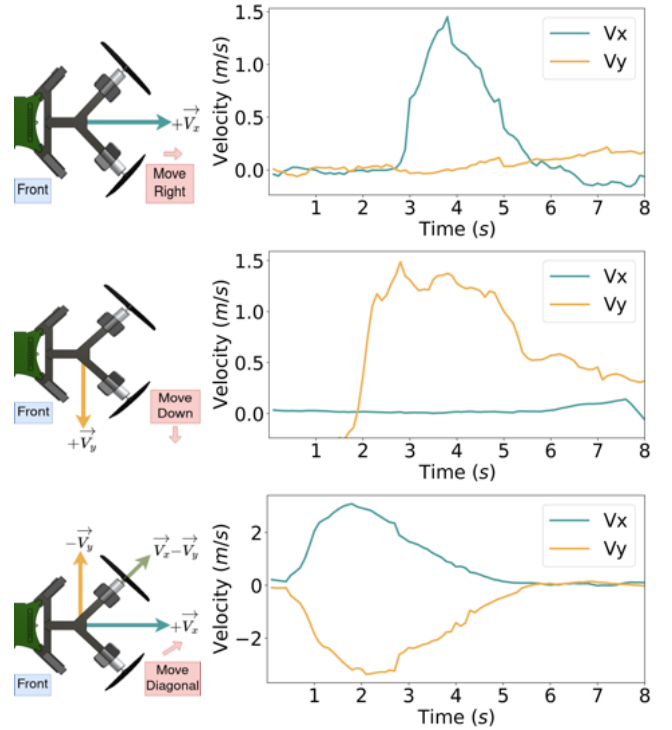 Front
+V⃗x
Move
Right
Velocity (m/s)
1.5
1.0
0.5
0.0
Vx
Vy
1 2 3 4 5 6 7 8
Time (s)
Front
+V⃗y
Move
Down
Velocity (m/s)
1.5
1.0
0.5
0.0
Vx
Vy
1 2 3 4 5 6 7 8
Time (s)
−V⃗y
V⃗x−V⃗y
+V⃗x
Front
Move
Diagonal
Velocity (m/s)
2
0
−2
Vx
Vy
0 1 2 3 4 5 6 7 8
Time (s)